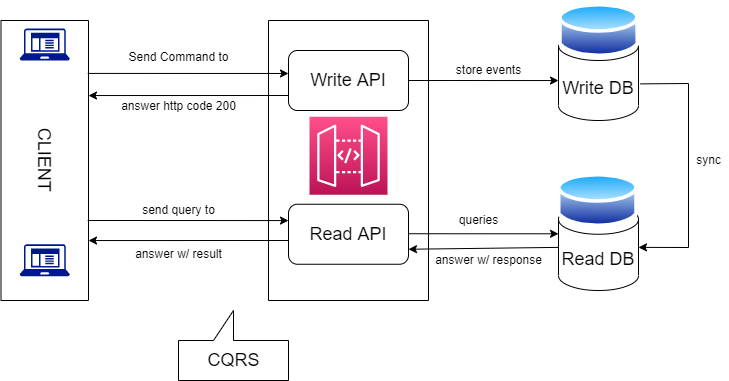 Send Command to
Write API
store events
Write DB
answer http code 200
CLIENT
sync
send query to
Read API
queries
answer w/ result
answer w/ response
Read DB
CQRS